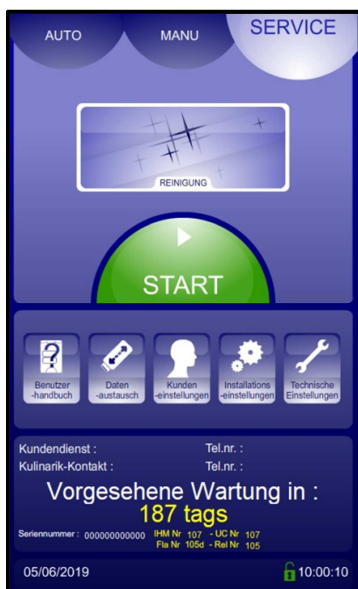 AUTO MANU SERVICE
REINIGUNG
START
Benutzer -handbuch
Daten -austausch
Kunden -einstellungen
Installations -einstellungen
Technische Einstellungen
Kundendienst : Tel.nr. :
Kulinarik-Kontakt : Tel.nr. :
Vorgesehene Wartung in :
187 tags
Seriennummer : 000000000000 IHM Nr 107 - UC Nr 107
Fla Nr 105d - Rel Nr 105
05/06/2019 10:00:10